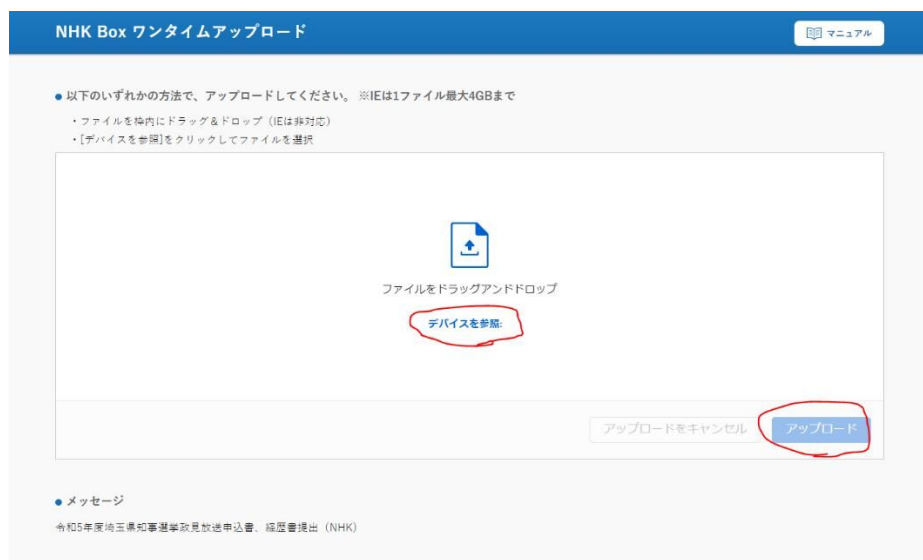 NHK Box ワンタイムアップロード
マニュアル
以下のいずれかの方法で、アップロードしてください。 ※IEは1ファイル最大4GBまで
・ファイルを枠内にドラッグ＆ドロップ（IEは非対応）
・[デバイスを参照]をクリックしてファイルを選択
ファイルをドラッグアンドドロップ
デバイスを参照:
アップロードをキャンセル
アップロード
メッセージ
令和5年度埼玉県知事選挙政見放送申込書、経歴書提出（NHK）